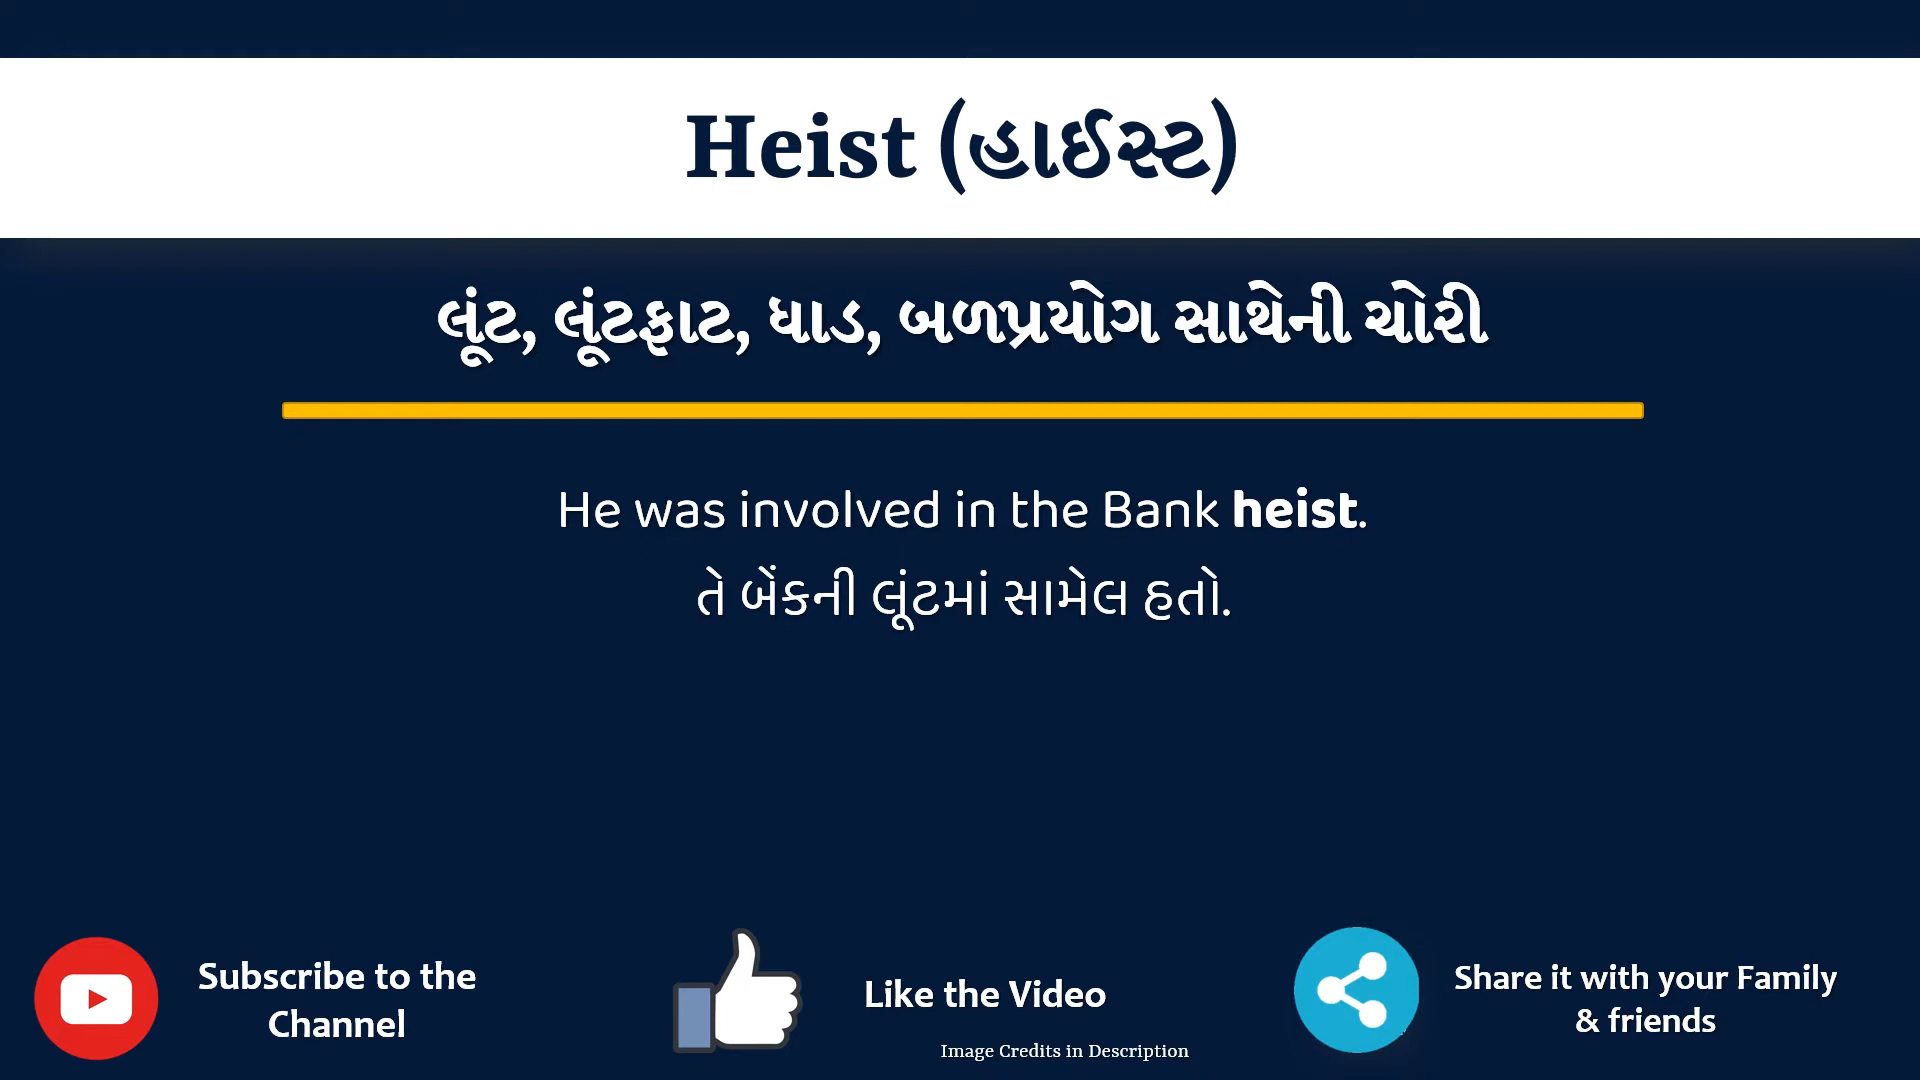 Heist (હાઈસ્ટ)
લૂંટ, લૂંટફાટ, ધાડ, બળપ્રયોગ સાથેની ચોરી
He was involved in the Bank heist.
તે બેંકની લૂંટમાં સામેલ હતો.
Subscribe to the
Channel
Like the Video
Share it with your Family
& friends
Image Credits in Description